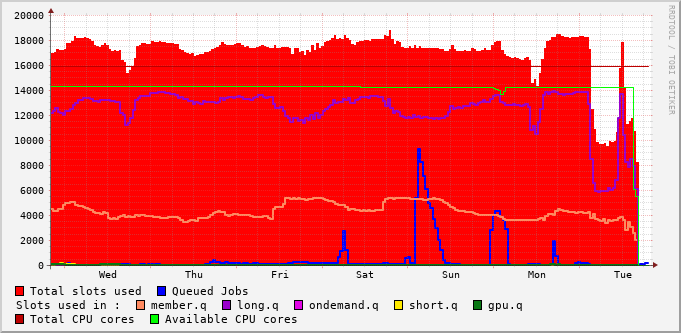 20000
18000
16000
14000
12000
10000
8000
6000
4000
2000
0
Wed Thu Fri Sat Sun Mon Tue
RRDTOOL / TOBI OETIKER
Total slots used Queued Jobs
Slots used in : member.q long.q ondemand.q short.q gpu.q
Total CPU cores Available CPU cores